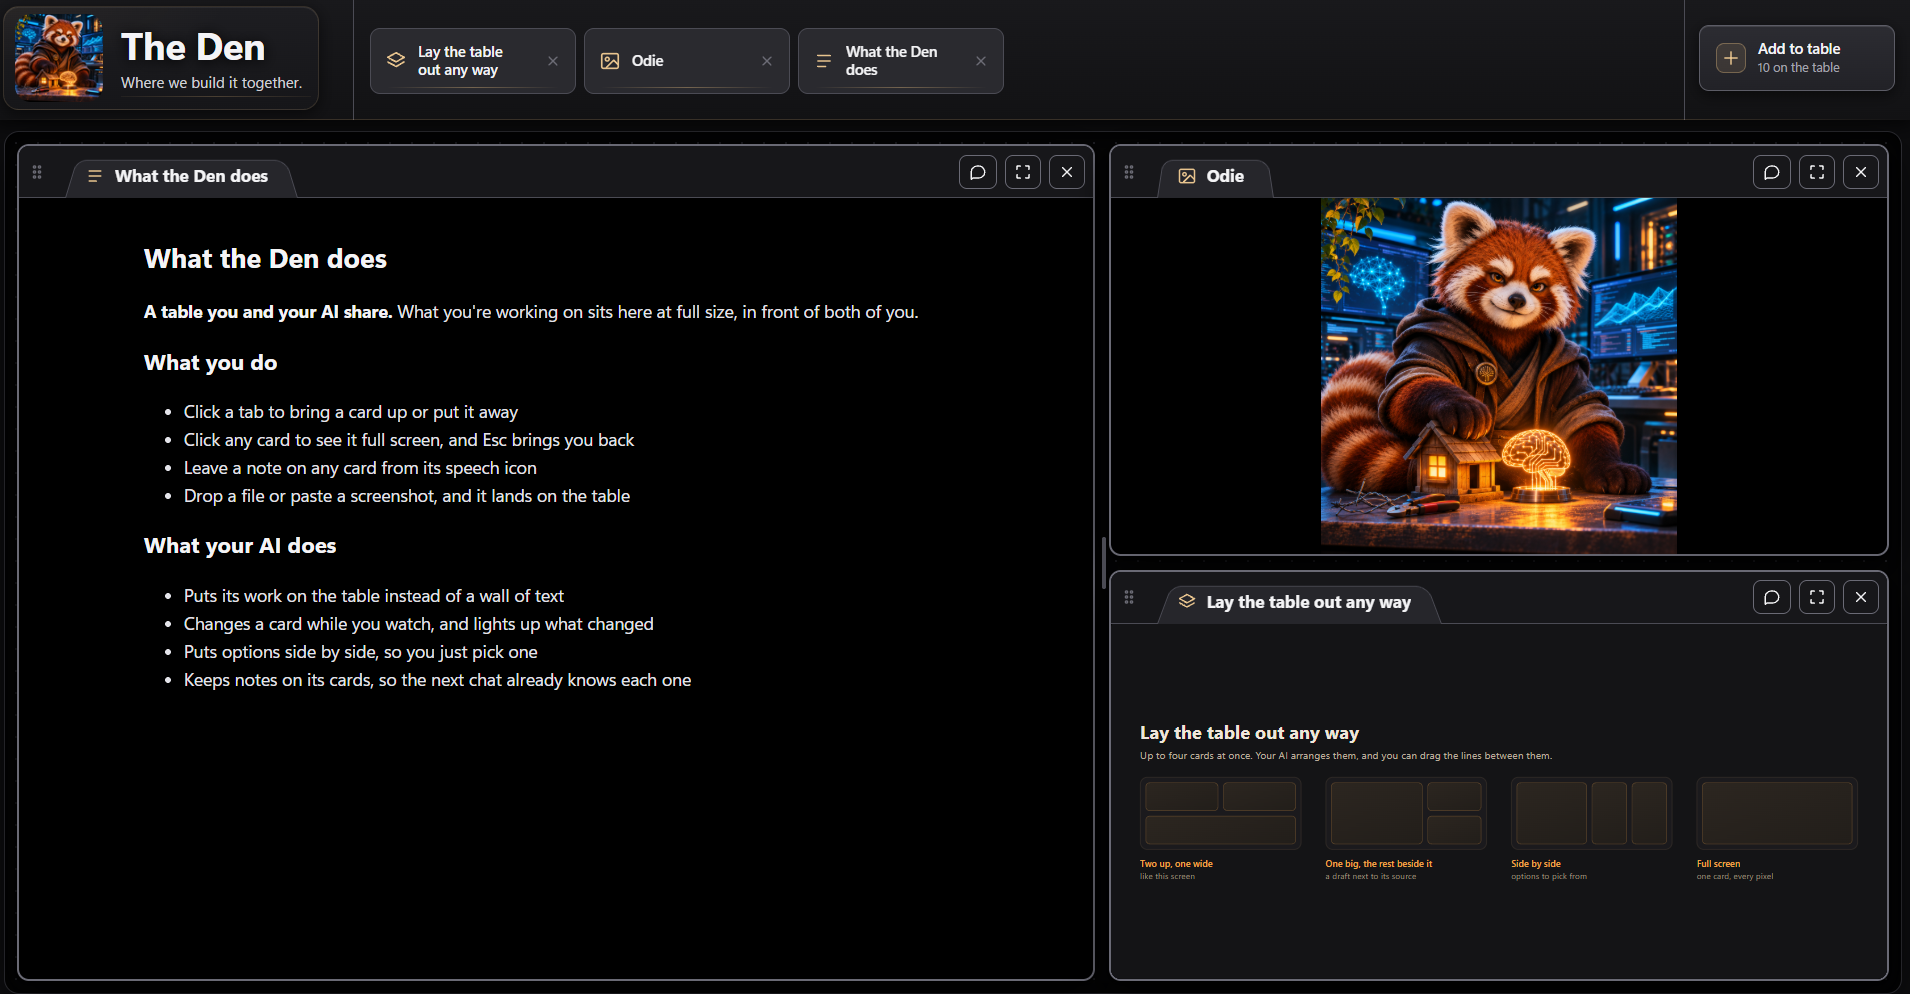 The Den
Where we build it together.
Lay the table
out any way
Odie
What the Den
does
Add to table
10 on the table
What the Den does
What the Den does
A table you and your AI share. What you're working on sits here at full size, in front of both of you.
What you do
Click a tab to bring a card up or put it away
Click any card to see it full screen, and Esc brings you back
Leave a note on any card from its speech icon
Drop a file or paste a screenshot, and it lands on the table
What your AI does
Puts its work on the table instead of a wall of text
Changes a card while you watch, and lights up what changed
Puts options side by side, so you just pick one
Keeps notes on its cards, so the next chat already knows each one
Odie
Lay the table out any way
Lay the table out any way
Up to four cards at once. Your AI arranges them, and you can drag the lines between them.
Two up, one wide
like this screen
One big, the rest beside it
a draft next to its source
Side by side
options to pick from
Full screen
one card, every pixel